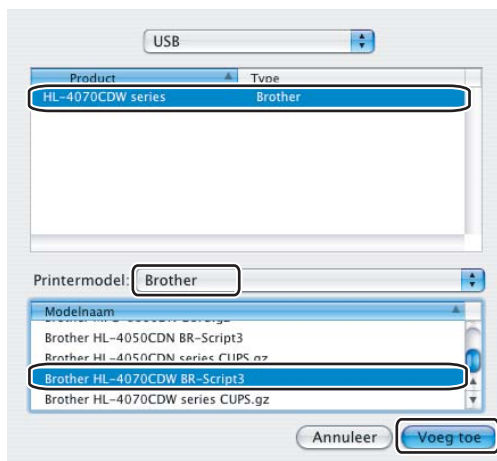 USB
Product Type
HL-4070CDW series Brother
Printermodel: Brother
Modelnaam
Brother HL-4050CDN BR-Script3
Brother HL-4050CDN series CUPS.gz
Brother HL-4070CDW BR-Script3
Brother HL-4070CDW series CUPS.gz
Annuleer Voeg toe